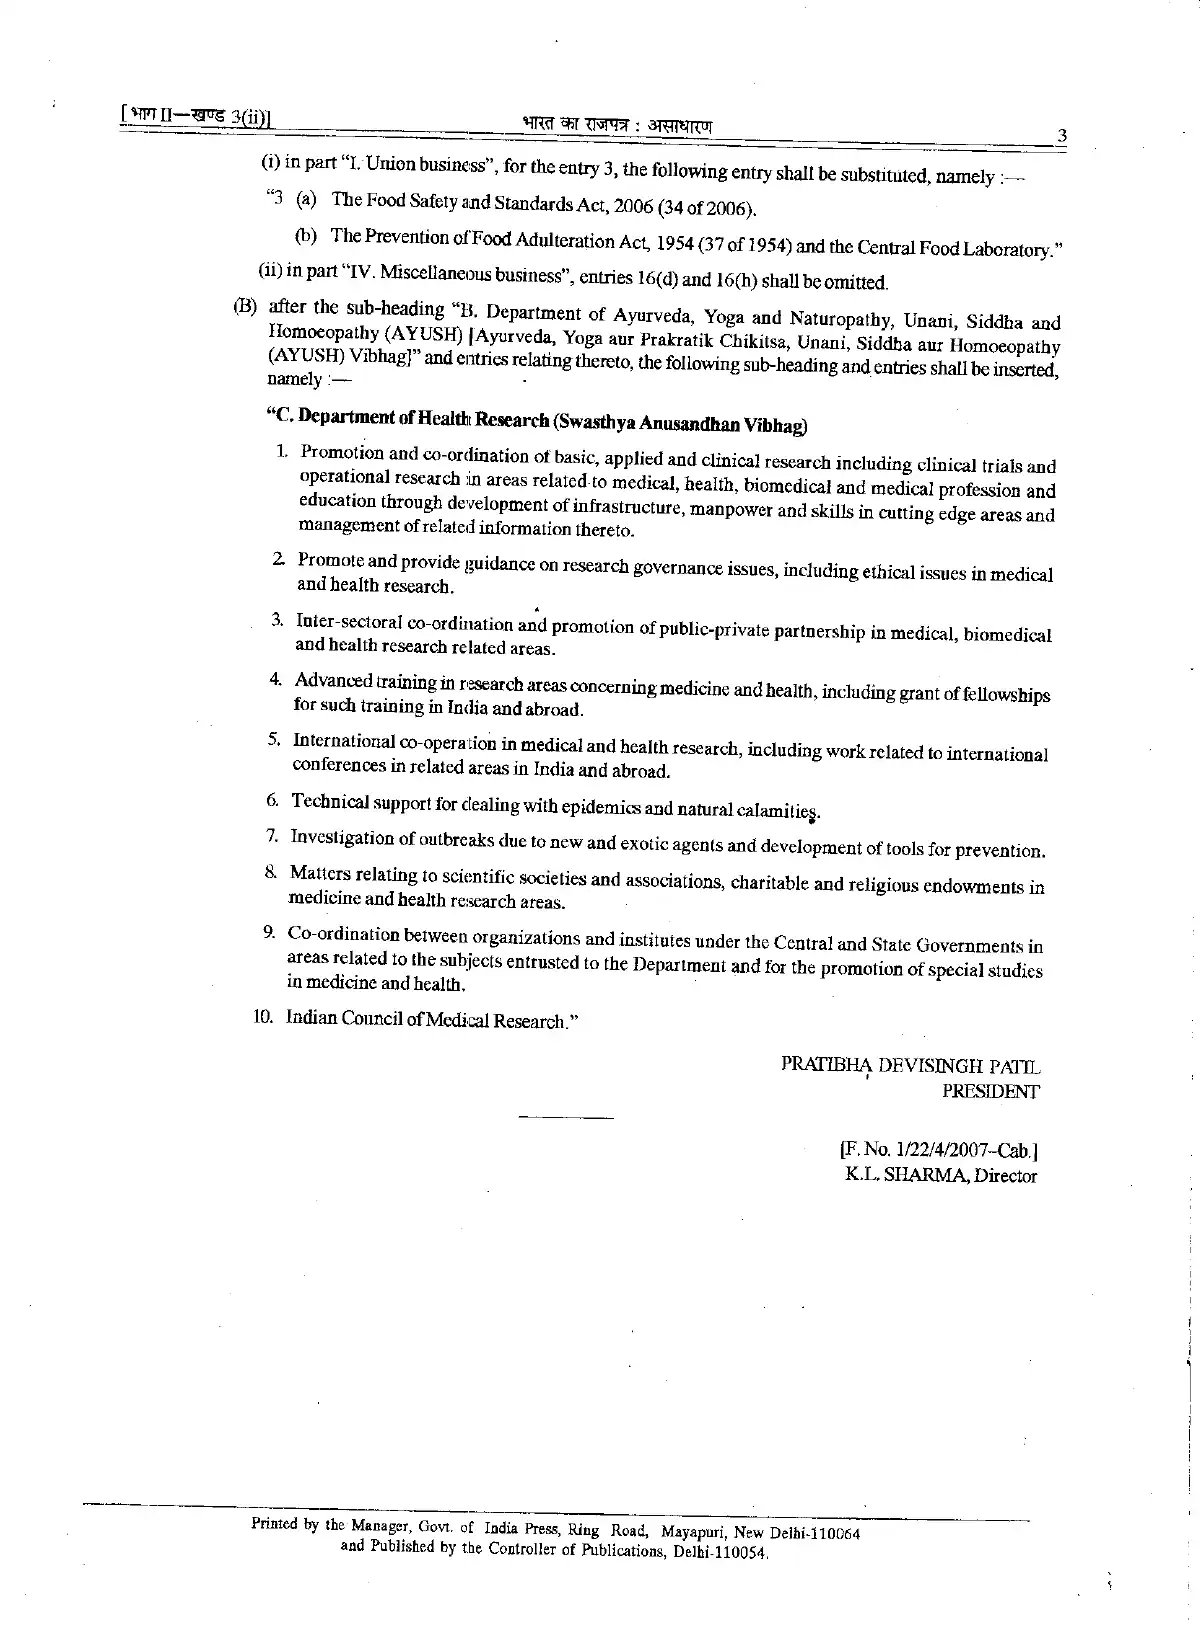 [ भाग II—खण्ड 3(ii)]
भारत का राजपत्र : असाधारण
3
(i) in part “I. Union business”, for the entry 3, the following entry shall be substituted, namely :—
“3 (a) The Food Safety and Standards Act, 2006 (34 of 2006).
(b) The Prevention of Food Adulteration Act, 1954 (37 of 1954) and the Central Food Laboratory.”
(ii) in part “IV. Miscellaneous business”, entries 16(d) and 16(h) shall be omitted.
(B) after the sub-heading “B. Department of Ayurveda, Yoga and Naturopathy, Unani, Siddha and
Homoeopathy (AYUSH) [Ayurveda, Yoga aur Prakratik Chikitsa, Unani, Siddha aur Homoeopathy
(AYUSH) Vibhag]” and entries relating thereto, the following sub-heading and entries shall be inserted,
namely :—
“C. Department of Health Research (Swasthya Anusandhan Vibhag)
1. Promotion and co-ordination of basic, applied and clinical research including clinical trials and
operational research in areas related to medical, health, biomedical and medical profession and
education through development of infrastructure, manpower and skills in cutting edge areas and
management of related information thereto.
2. Promote and provide guidance on research governance issues, including ethical issues in medical
and health research.
3. Inter-sectoral co-ordination and promotion of public-private partnership in medical, biomedical
and health research related areas.
4. Advanced training in research areas concerning medicine and health, including grant of fellowships
for such training in India and abroad.
5. International co-operation in medical and health research, including work related to international
conferences in related areas in India and abroad.
6. Technical support for dealing with epidemics and natural calamities.
7. Investigation of outbreaks due to new and exotic agents and development of tools for prevention.
8. Matters relating to scientific societies and associations, charitable and religious endowments in
medicine and health research areas.
9. Co-ordination between organizations and institutes under the Central and State Governments in
areas related to the subjects entrusted to the Department and for the promotion of special studies
in medicine and health.
10. Indian Council of Medical Research.”
PRATIBHA DEVISINGH PATIL
PRESIDENT
[F. No. 1/22/4/2007–Cab.]
K.L. SHARMA, Director
Printed by the Manager, Govt. of India Press, Ring Road, Mayapuri, New Delhi-110064
and Published by the Controller of Publications, Delhi-110054.